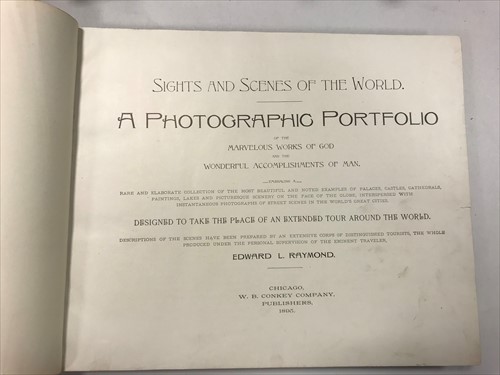 SIGHTS AND SCENES OF THE WORLD.
A PHOTOGRAPHIC PORTFOLIO
OF THE
MARVELOUS WORKS OF GOD
AND THE
WONDERFUL ACCOMPLISHMENTS OF MAN,
EMBRACING A
RARE AND ELABORATE COLLECTION OF THE MOST BEAUTIFUL AND NOTED EXAMPLES OF PALACES, CASTLES, CATHEDRALS,
PAINTINGS, LAKES AND PICTURESQUE SCENERY ON THE FACE OF THE GLOBE, INTERSPERSED WITH
INSTANTANEOUS PHOTOGRAPHS OF STREET SCENES IN THE WORLD'S GREAT CITIES.
DESIGNED TO TAKE THE PLACE OF AN EXTENDED TOUR AROUND THE WORLD.
DESCRIPTIONS OF THE SCENES HAVE BEEN PREPARED BY AN EXTENSIVE CORPS OF DISTINGUISHED TOURISTS, THE WHOLE
PRODUCED UNDER THE PERSONAL SUPERVISION OF THE EMINENT TRAVELER,
EDWARD L. RAYMOND.
CHICAGO,
W. B. CONKEY COMPANY,
PUBLISHERS,